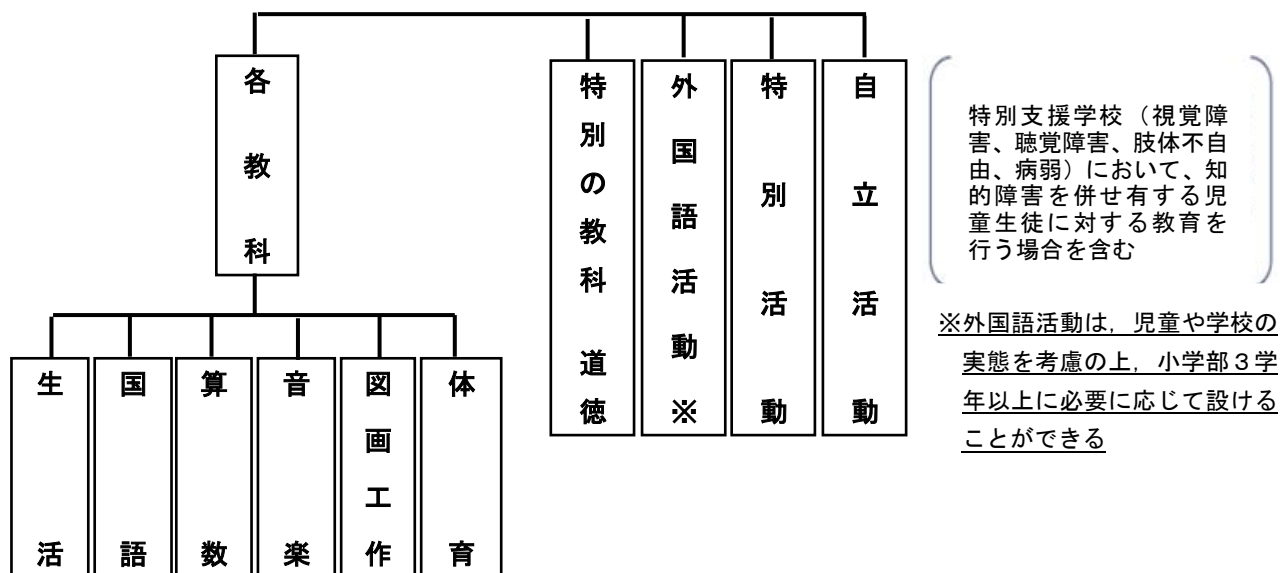 各教科
特別の教科 道徳
外国語活動※
特別活動
自立活動
特別支援学校（視覚障
害、聴覚障害、肢体不自
由、病弱）において、知
的障害を併せ有する児
童生徒に対する教育を
行う場合を含む
※外国語活動は，児童や学校の
実態を考慮の上，小学部３学
年以上に必要に応じて設ける
ことができる
生活
国語
算数
音楽
図画工作
体育